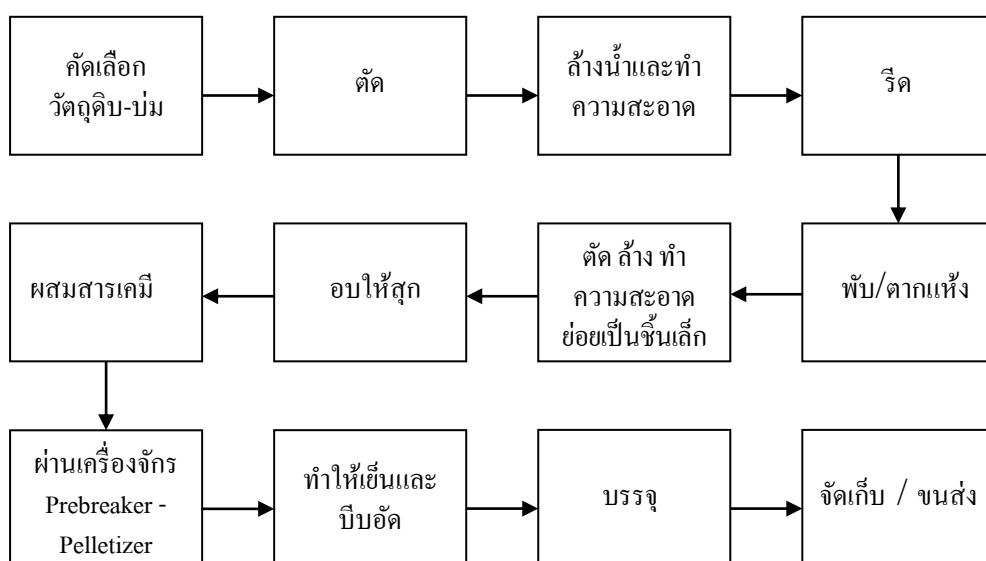 คัดเลือก
วัตถุดิบ-บ่ม
ตัด
ล้างน้ำและทำ
ความสะอาด
รีด
ผสมสารเคมี
อบให้สุก
ตัด ล้าง ทำ
ความสะอาด
ย่อยเป็นชิ้นเล็ก
พับ/ตากแห้ง
ผ่านเครื่องจักร
Prebreaker -
Pelletizer
ทำให้เย็นและ
บีบอัด
บรรจุ
จัดเก็บ / ขนส่ง